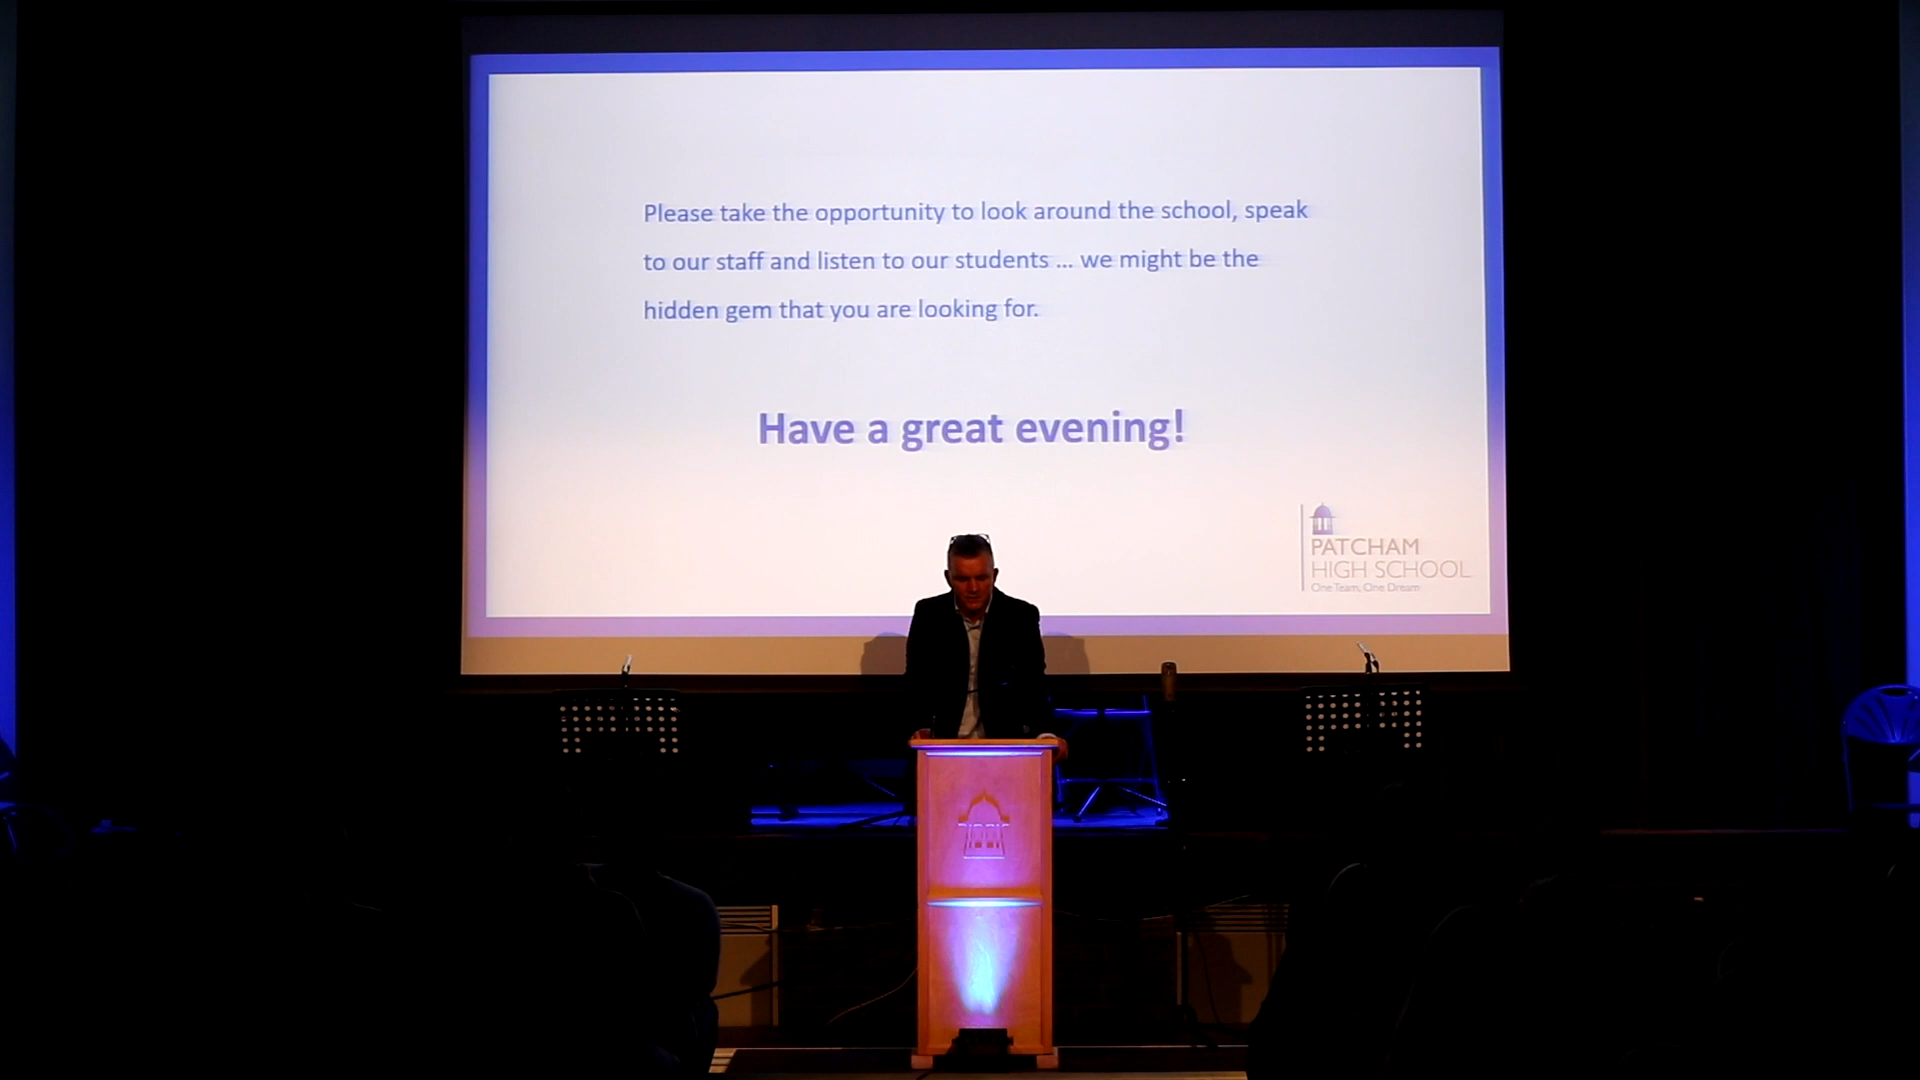 Please take the opportunity to look around the school, speak
to our staff and listen to our students ... we might be the
hidden gem that you are looking for.
Have a great evening!
PATCHAM
HIGH SCHOOL
One Team, One Dream